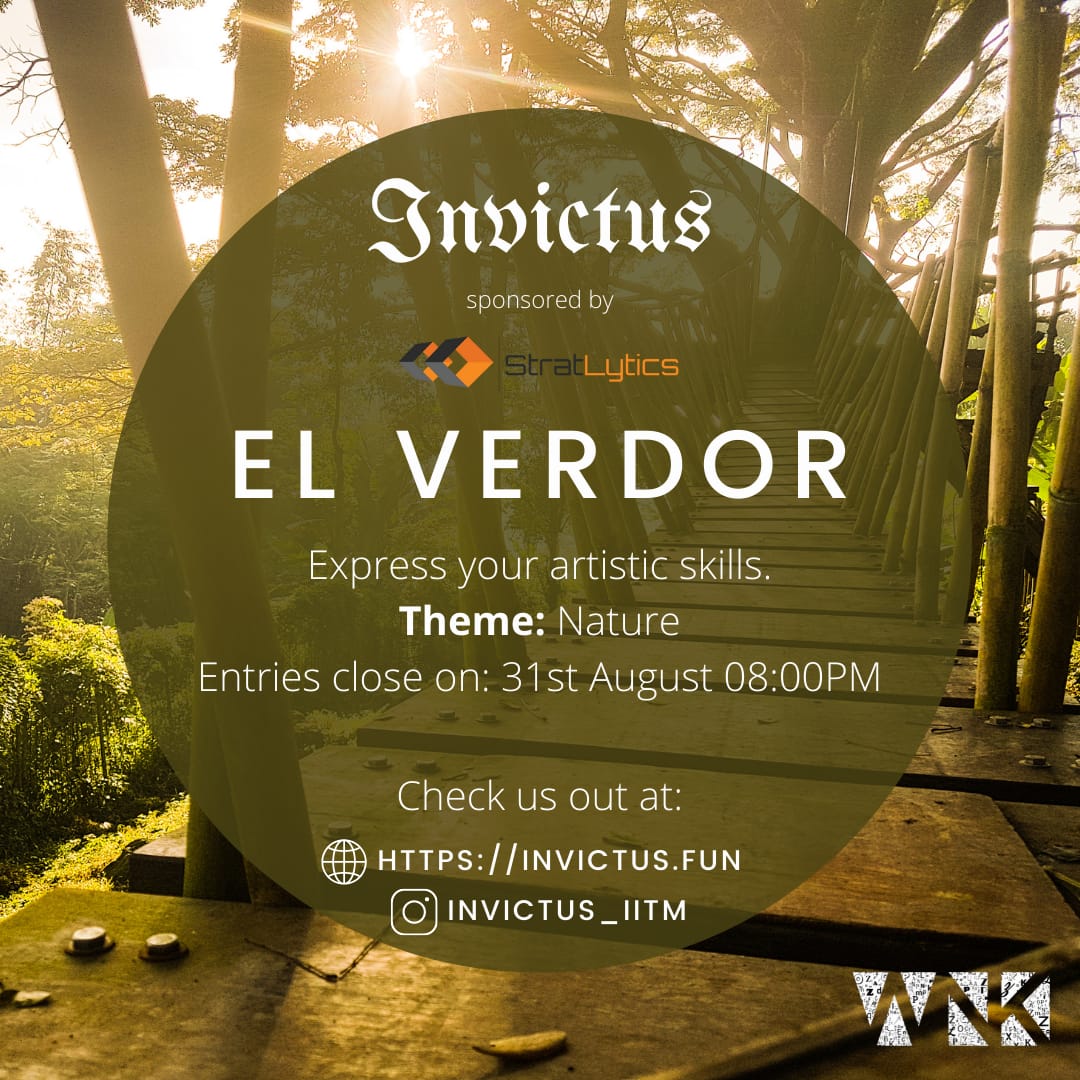 Invictus
sponsored by
StratLytics
EL VERDOR
Express your artistic skills.
Theme: Nature
Entries close on: 31st August 08:00PM
Check us out at:
HTTPS://INVICTUS.FUN
INVICTUS_IITM
WNK